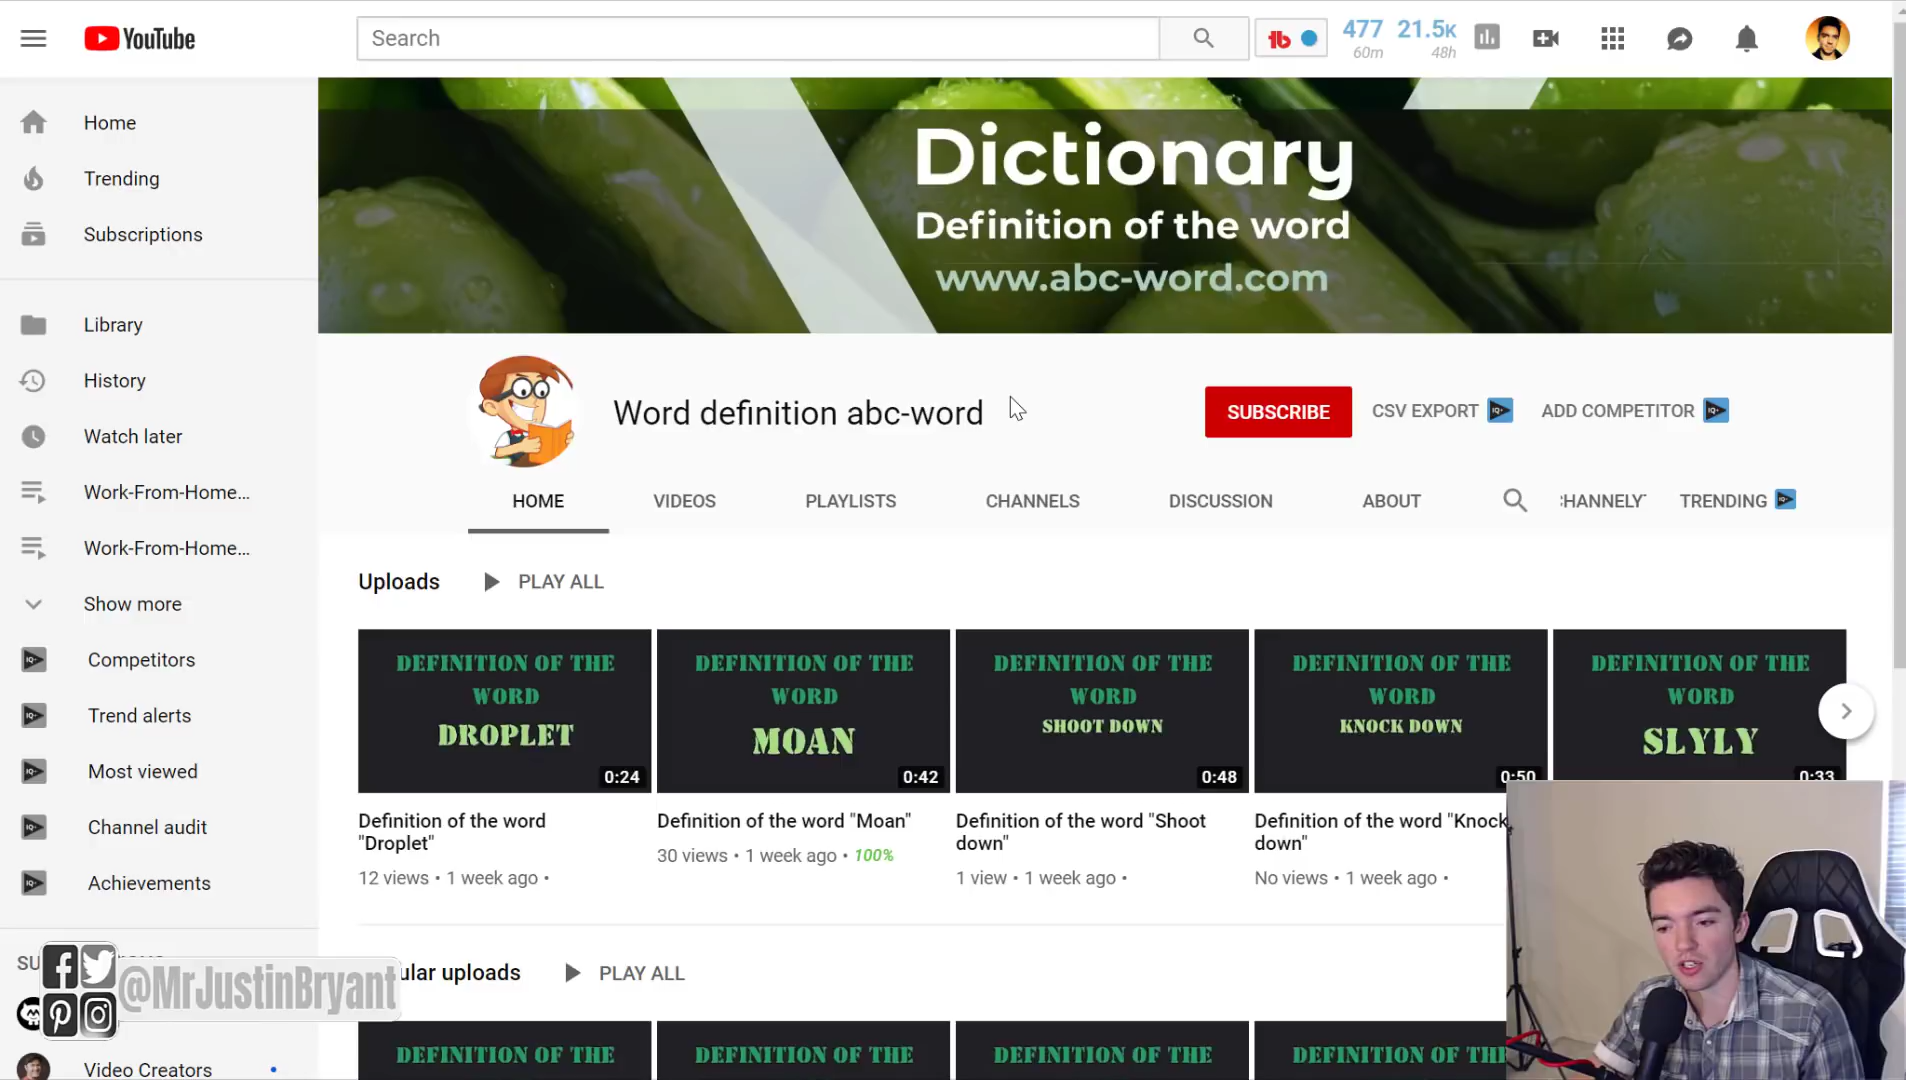 YouTube
Search
477
60m
21.5K
48h
Home
Trending
Subscriptions
Library
History
Watch later
Work-From-Home...
Work-From-Home...
Show more
Competitors
Trend alerts
Most viewed
Channel audit
Achievements
SU
@MrJustinBryant
Video Creators
Dictionary
Definition of the word
www.abc-word.com
Word definition abc-word
SUBSCRIBE
CSV EXPORT
ADD COMPETITOR
HOME
VIDEOS
PLAYLISTS
CHANNELS
DISCUSSION
ABOUT
HANNELY
TRENDING
Uploads
PLAY ALL
DEFINITION OF THE
WORD
DROPLET
0:24
Definition of the word
"Droplet"
12 views • 1 week ago •
DEFINITION OF THE
WORD
MOAN
0:42
Definition of the word "Moan"
30 views • 1 week ago • 100%
DEFINITION OF THE
WORD
SHOOT DOWN
0:48
Definition of the word "Shoot
down"
1 view • 1 week ago •
DEFINITION OF THE
WORD
KNOCK DOWN
0:50
Definition of the word "Knock
down"
No views • 1 week ago •
DEFINITION OF THE
WORD
SLYLY
0:33
ular uploads
PLAY ALL
DEFINITION OF THE
DEFINITION OF THE
DEFINITION OF THE
DEFINITION OF TH